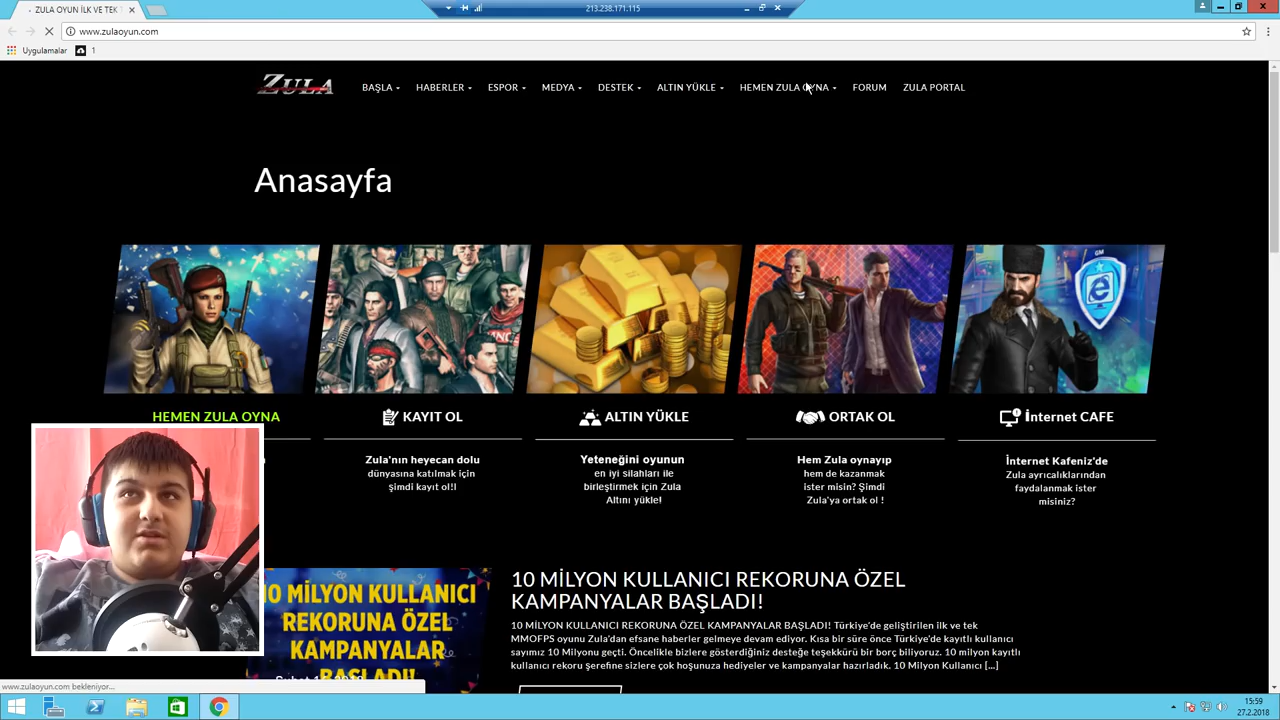 ZULA OYUN İLK VE TEK
213.238.171.115
www.zulaoyun.com
Uygulamalar
1
ZULA
BAŞLA
HABERLER
ESPOR
MEDYA
DESTEK
ALTIN YÜKLE
HEMEN ZULA OYNA
FORUM
ZULA PORTAL
Anasayfa
GM
HEMEN ZULA OYNA
KAYIT OL
Zula'nın heyecan dolu
dünyasına katılmak için
şimdi kayıt ol!l
ALTIN YÜKLE
Yeteneğini oyunun
en iyi silahları ile
birleştirmek için Zula
Altını yükle!
ORTAK OL
Hem Zula oynayıp
hem de kazanmak
ister misin? Şimdi
Zula'ya ortak ol !
İnternet CAFE
İnternet Kafeniz'de
Zula ayrıcalıklarından
faydalanmak ister
misiniz?
10 MİLYON KULLANICI
REKORUNA ÖZEL
KAMPANYALAR
BAŞLADI!
10 MİLYON KULLANICI REKORUNA ÖZEL
KAMPANYALAR BAŞLADI!
10 MİLYON KULLANICI REKORUNA ÖZEL KAMPANYALAR BAŞLADI! Türkiye'de geliştirilen ilk ve tek
MMOFPS oyunu Zula'dan efsane haberler gelmeye devam ediyor. Kısa bir süre önce Türkiye'de kayıtlı kullanıcı
sayımız 10 Milyonu geçti. Öncelikle bizlere gösterdiğiniz desteğe teşekkürü bir borç biliyoruz. 10 milyon kayıtlı
kullanıcı rekoru şerefine sizlere çok hoşunuza hediyeler ve kampanyalar hazırladık. 10 Milyon Kullanıcı [...]
www.zulaoyun.com bekleniyor...
15:59
27.2.2018